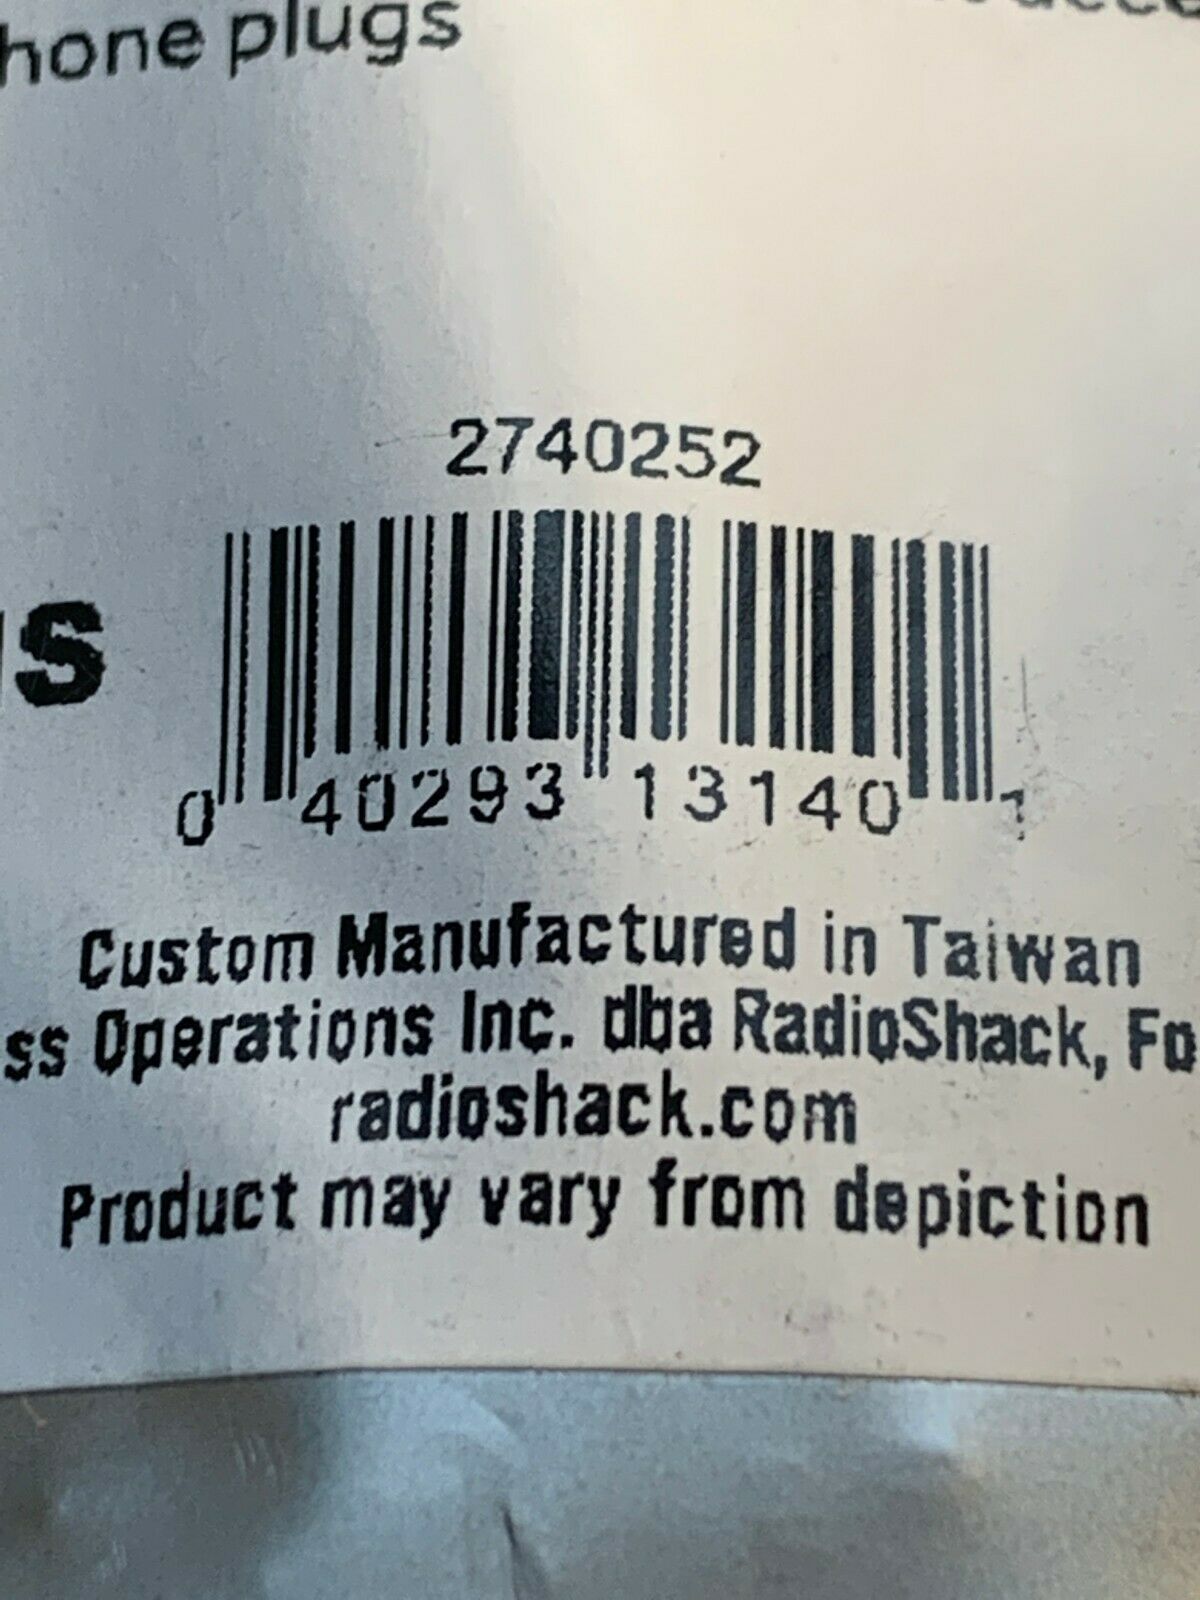 hone plugs
2740252
0 40293 13140 1
Custom Manufactured in Taiwan
ss Operations Inc. dba RadioShack, Fo
radioshack.com
Product may vary from depiction